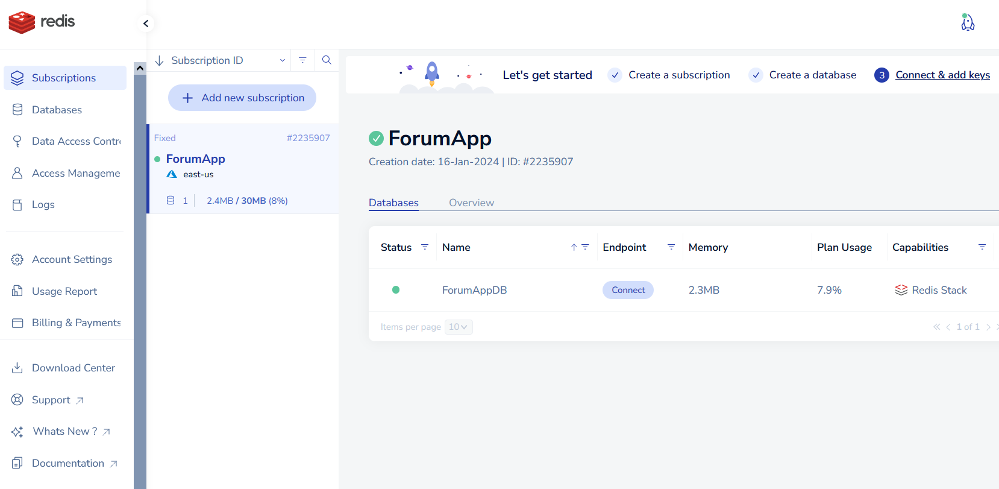 redis
Subscriptions
Databases
Data Access Contr
Access Manageme
Logs
Account Settings
Usage Report
Billing & Payments
Download Center
Support
Whats New ?
Documentation
Subscription ID
Add new subscription
Fixed #2235907
ForumApp
east-us
1 2.4MB / 30MB (8%)
Let's get started Create a subscription Create a database 3 Connect & add keys
ForumApp
Creation date: 16-Jan-2024 | ID: #2235907
Databases Overview
Status Name Endpoint Memory Plan Usage Capabilities
ForumAppDB Connect 2.3MB 7.9% Redis Stack
Items per page 10 1 of 1